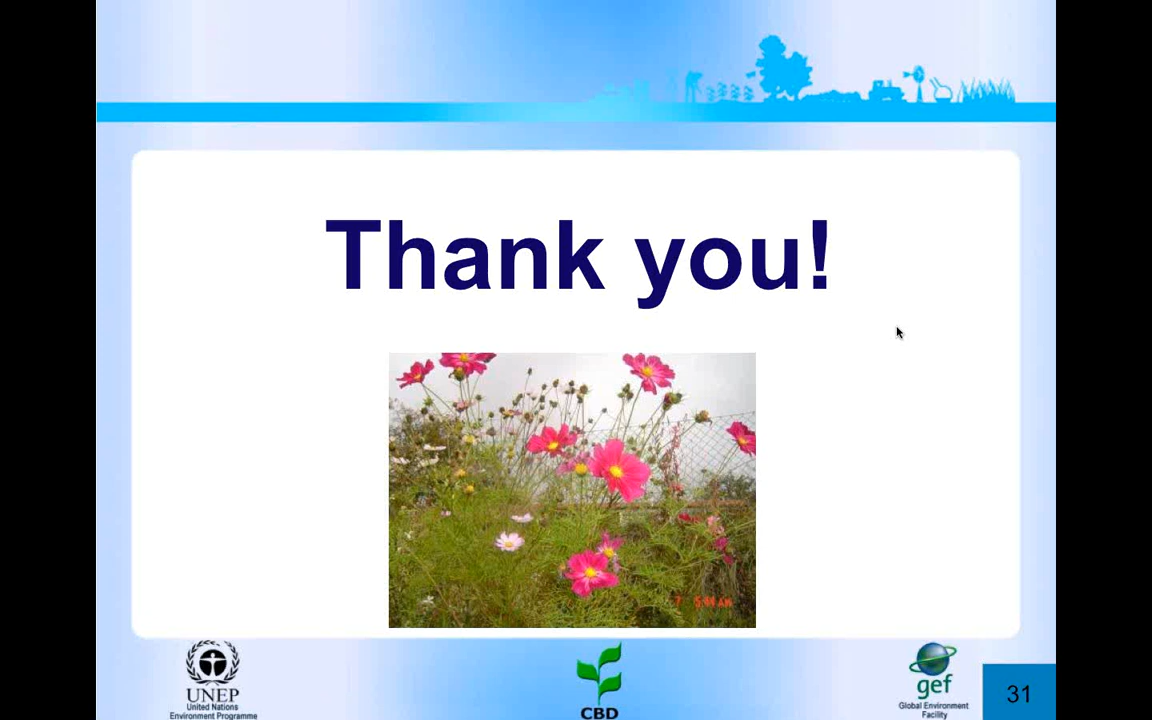 Thank you!
UNEP
United Nations
Environment Programme
CBD
gef
Global Environment
Facility
31